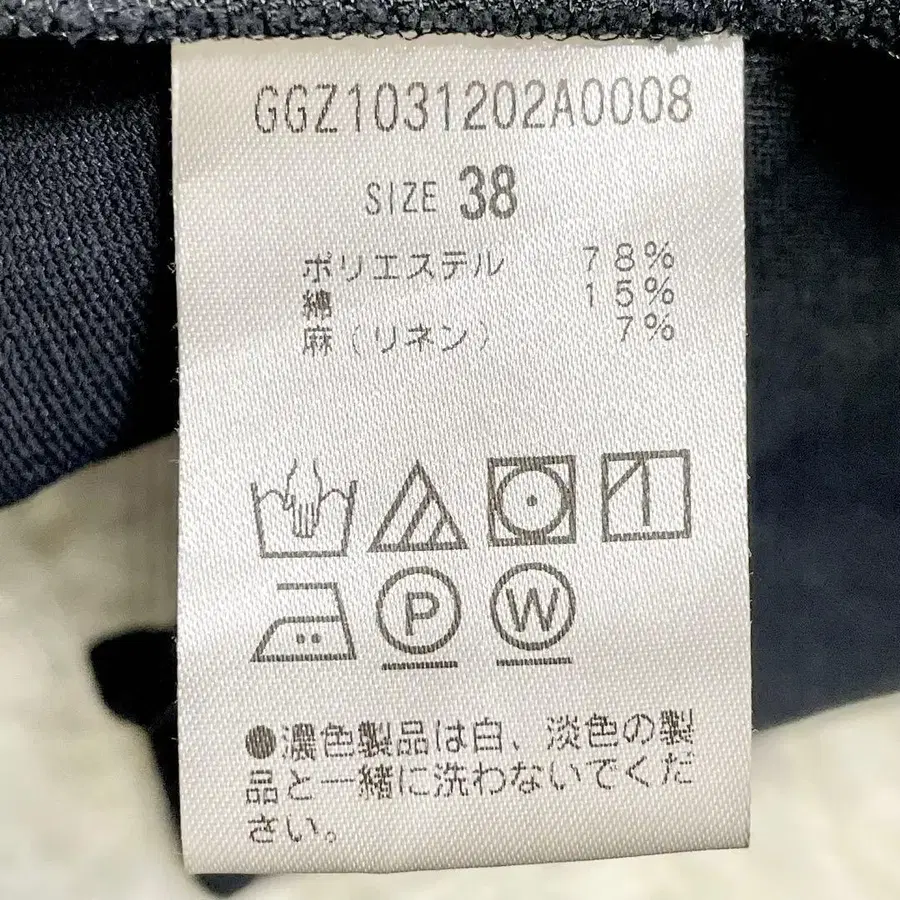 GGZ1031202A0008
SIZE 38
ポリエステル 78%
綿 15%
麻(リネン) 7%
P W
●濃色製品は白、淡色の製
品と一緒に洗わないでくだ
さい。